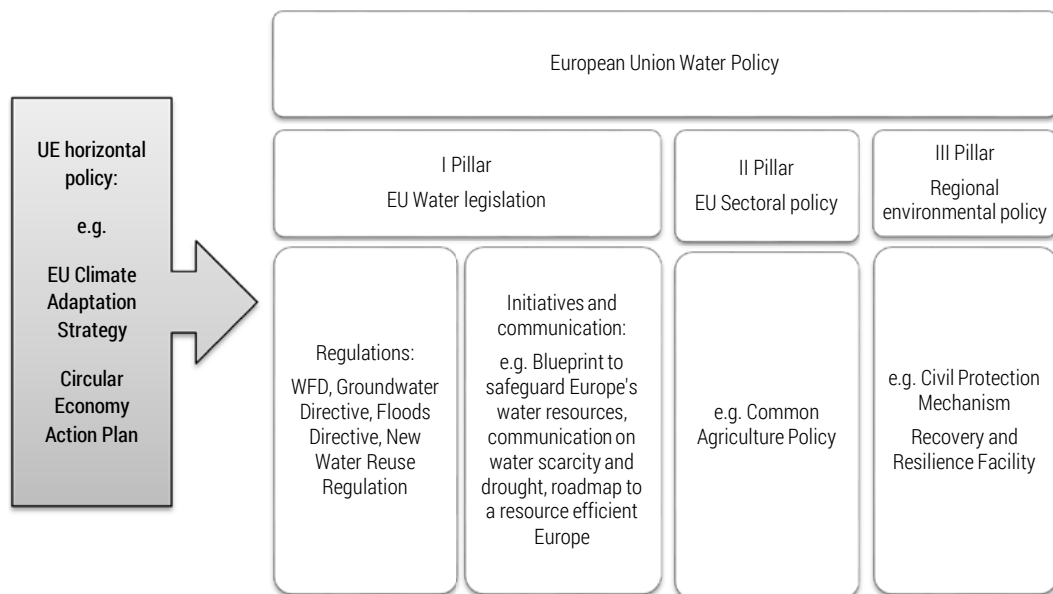 European Union Water Policy
UE horizontal
policy:
e.g.
EU Climate
Adaptation
Strategy
Circular
Economy
Action Plan
I Pillar
EU Water legislation
II Pillar
EU Sectoral policy
III Pillar
Regional
environmental policy
Regulations:
WFD, Groundwater
Directive, Floods
Directive, New
Water Reuse
Regulation
Initiatives and
communication:
e.g. Blueprint to
safeguard Europe's
water resources,
communication on
water scarcity and
drought, roadmap to
a resource efficient
Europe
e.g. Common
Agriculture Policy
e.g. Civil Protection
Mechanism
Recovery and
Resilience Facility